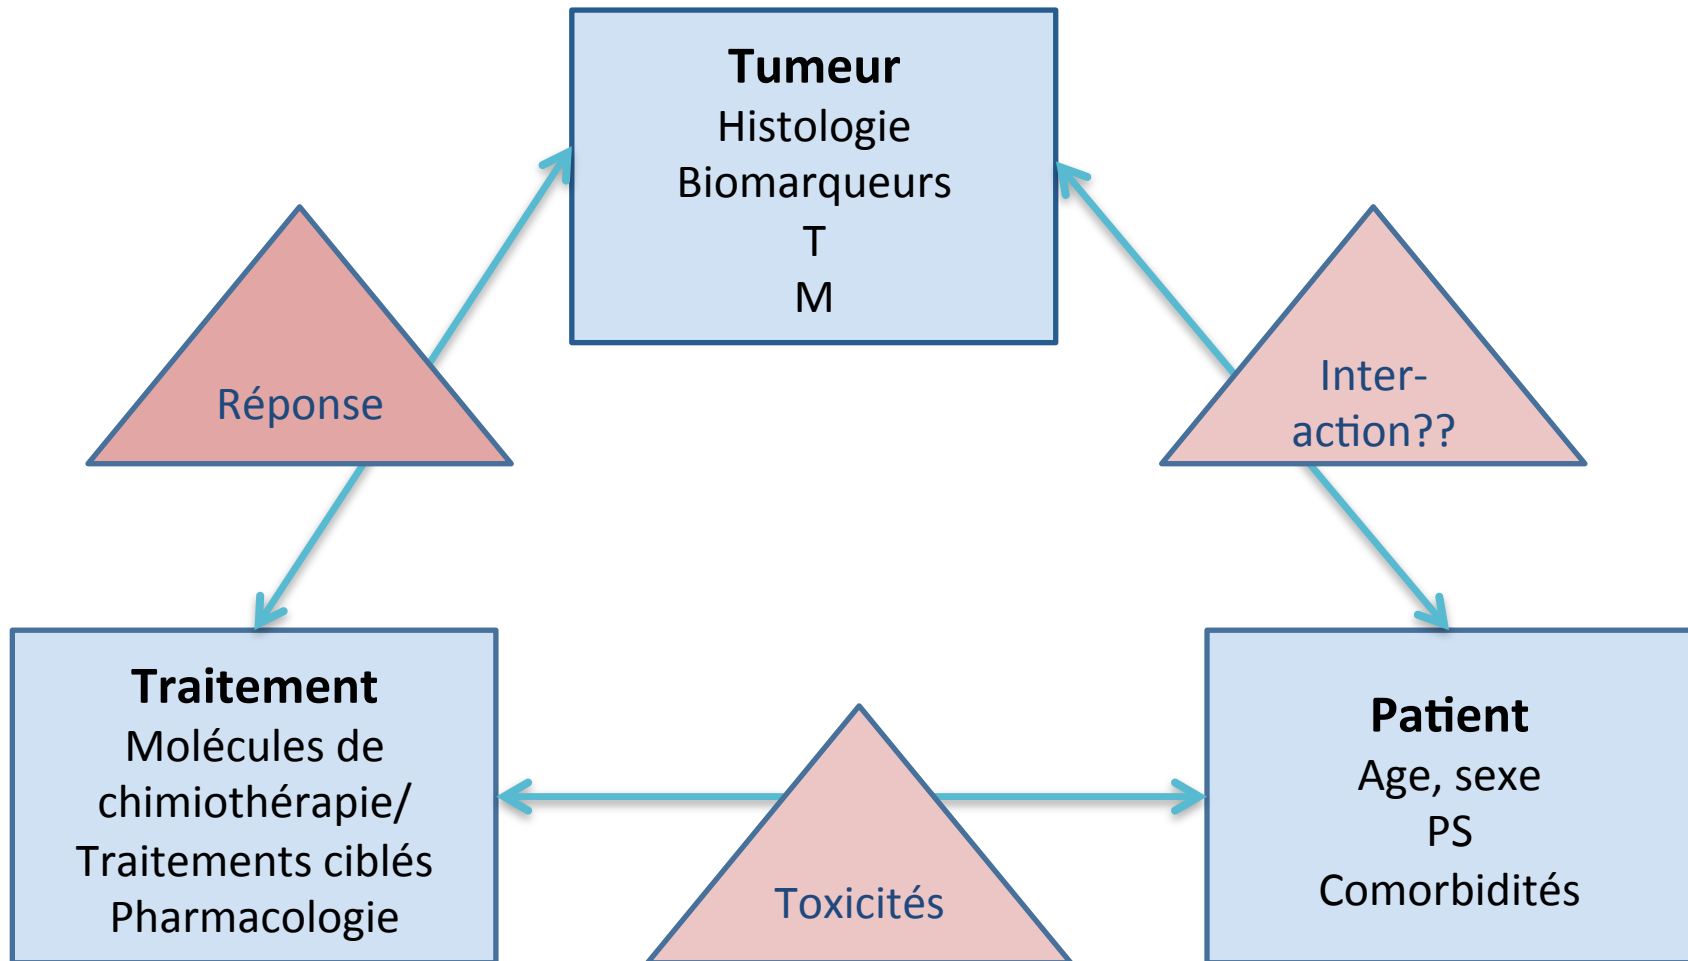 Tumeur
Histologie
Biomarqueurs
T
M
Réponse
Inter-
action??
Traitement
Molécules de
chimiothérapie/
Traitements ciblés
Pharmacologie
Toxicités
Patient
Age, sexe
PS
Comorbidités